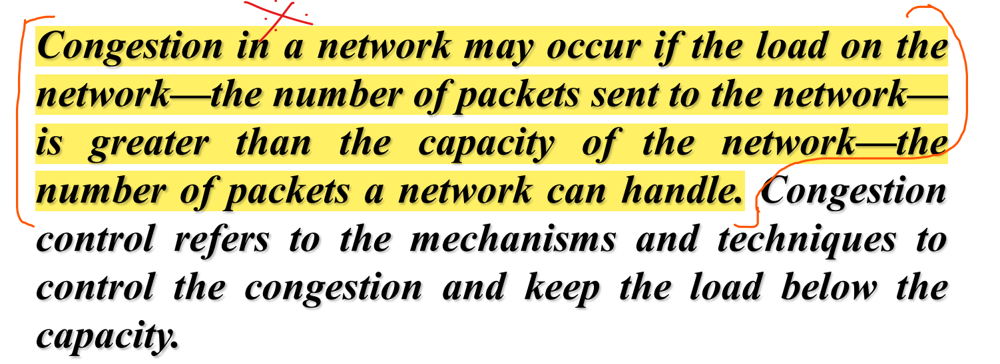 Congestion in a network may occur if the load on the
network—the number of packets sent to the network—
is greater than the capacity of the network—the
number of packets a network can handle. Congestion
control refers to the mechanisms and techniques to
control the congestion and keep the load below the
capacity.